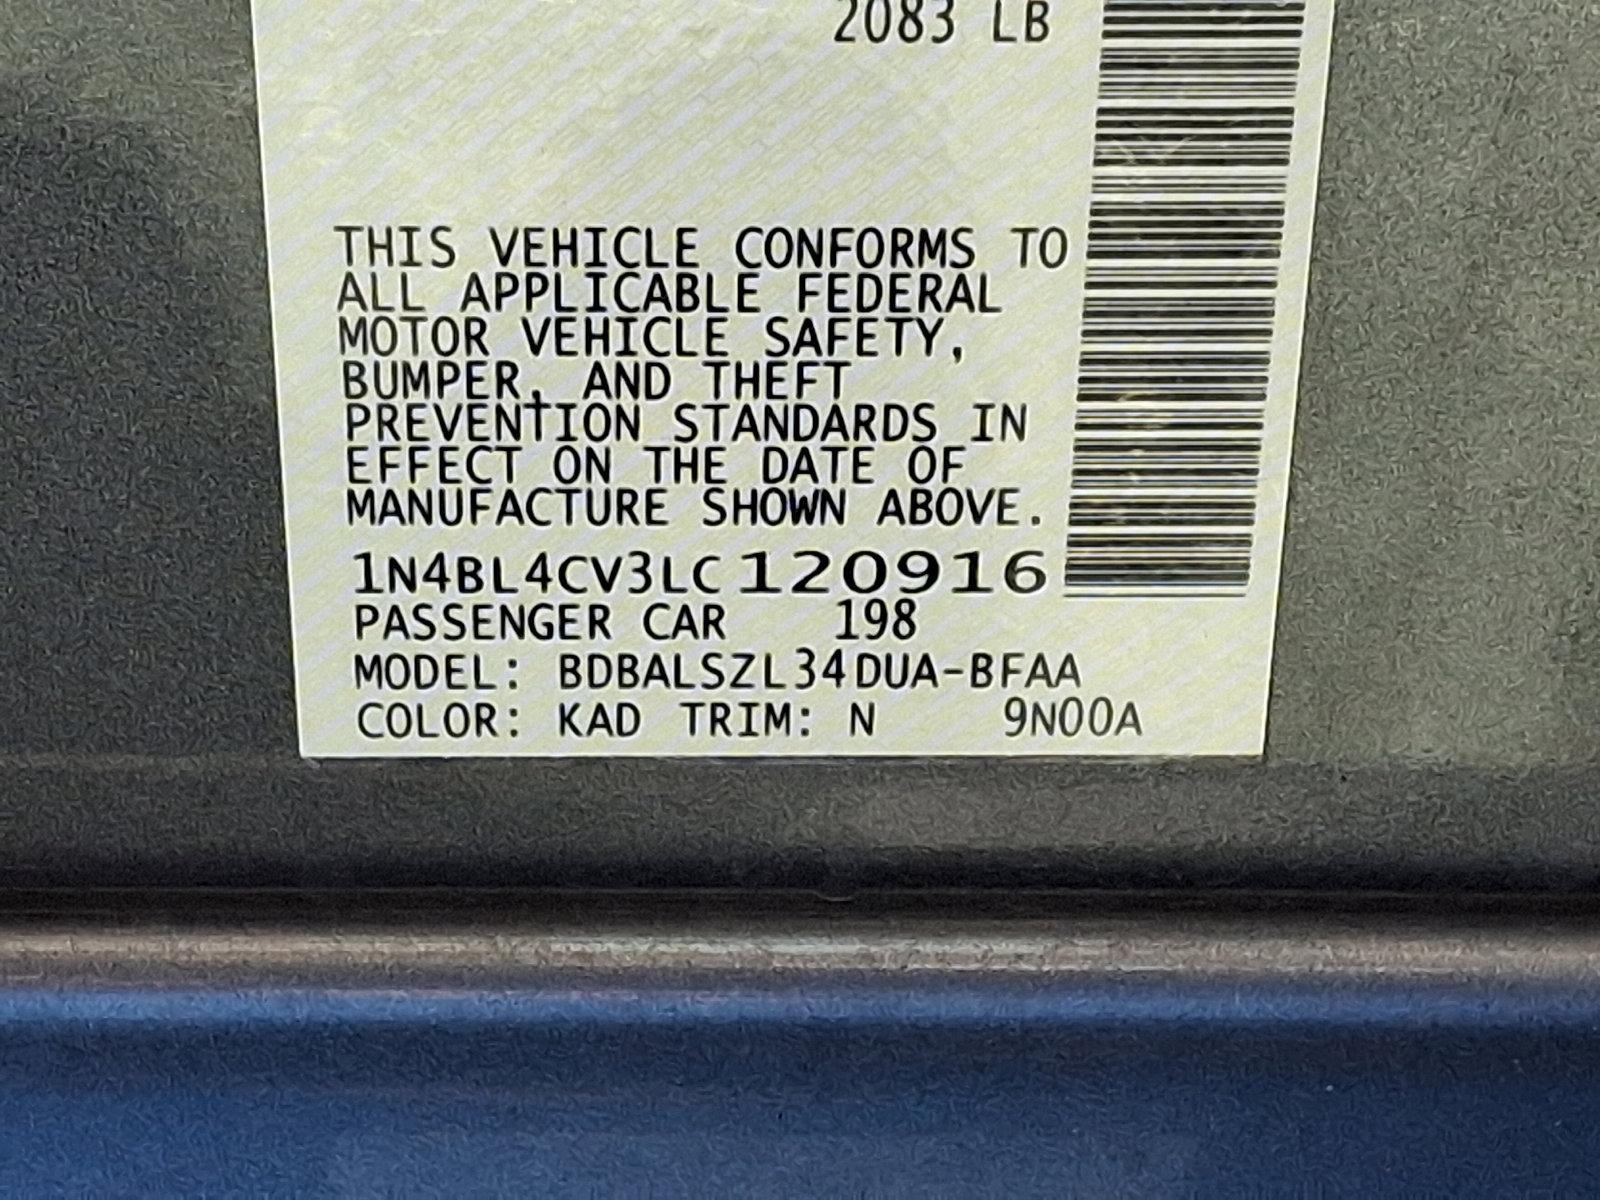 2083 LB
THIS VEHICLE CONFORMS TO
ALL APPLICABLE FEDERAL
MOTOR VEHICLE SAFETY,
BUMPER, AND THEFT
PREVENTION STANDARDS IN
EFFECT ON THE DATE OF
MANUFACTURE SHOWN ABOVE.
1N4BL4CV3LC120916
PASSENGER CAR 198
MODEL: BDBALSZL34DUA-BFAA
COLOR: KAD TRIM: N 9N00A